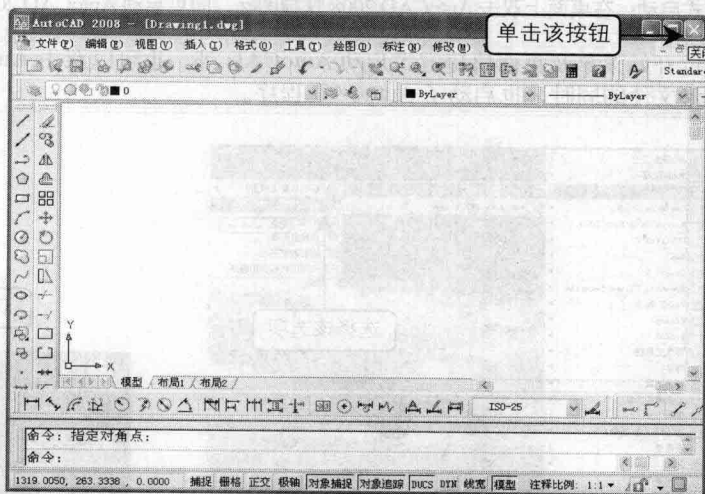 AutoCAD 2008 - [Drawing1.dwg]
单击该按钮
文件(F) 编辑(E) 视图(V) 插入(I) 格式(O) 工具(T) 绘图(D) 标注(N) 修改(M)
Standar
0 ByLayer ByLayer
Y
X
模型 布局1 布局2
ISO-25
命令: 指定对角点:
命令:
1319.0050, 263.3338 , 0.0000 捕捉 栅格 正交 极轴 对象捕捉 对象追踪 DUCS DYN 线宽 模型 注释比例: 1:1